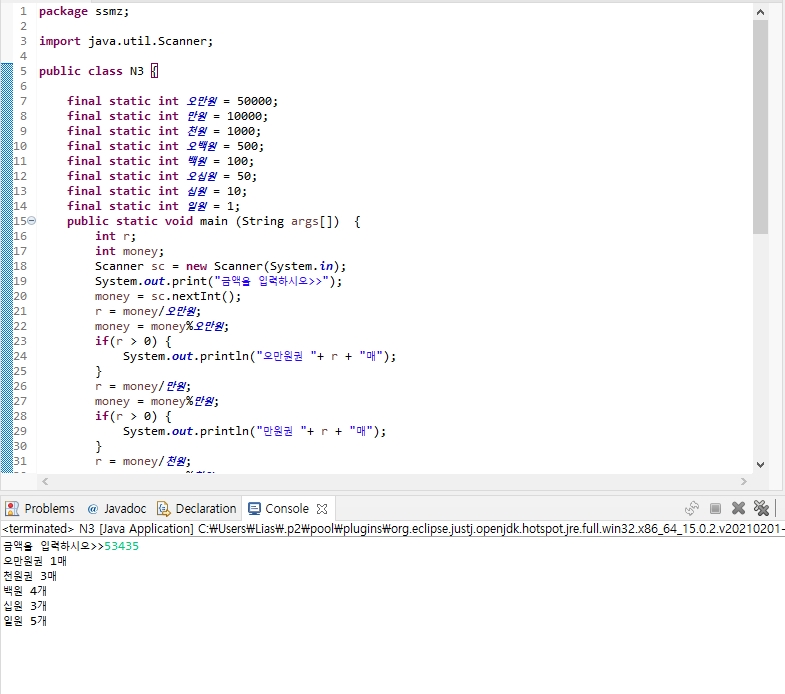 1 package ssmz;
2
3 import java.util.Scanner;
4
5 public class N3 {
6
7 final static int 오만원 = 50000;
8 final static int 만원 = 10000;
9 final static int 천원 = 1000;
10 final static int 오백원 = 500;
11 final static int 백원 = 100;
12 final static int 오십원 = 50;
13 final static int 십원 = 10;
14 final static int 일원 = 1;
15 public static void main (String args[]) {
16 int r;
17 int money;
18 Scanner sc = new Scanner(System.in);
19 System.out.print("금액을 입력하시오>>");
20 money = sc.nextInt();
21 r = money/오만원;
22 money = money%오만원;
23 if(r > 0) {
24 System.out.println("오만원권 "+ r + "매");
25 }
26 r = money/만원;
27 money = money%만원;
28 if(r > 0) {
29 System.out.println("만원권 "+ r + "매");
30 }
31 r = money/천원;
Problems @ Javadoc Declaration Console
<terminated> N3 [Java Application] C:₩Users₩Lias₩.p2₩pool₩plugins₩org.eclipse.justj.openjdk.hotspot.jre.full.win32.x86_64_15.0.2.v20210201-
금액을 입력하시오>>53435
오만원권 1매
천원권 3매
백원 4개
십원 3개
일원 5개